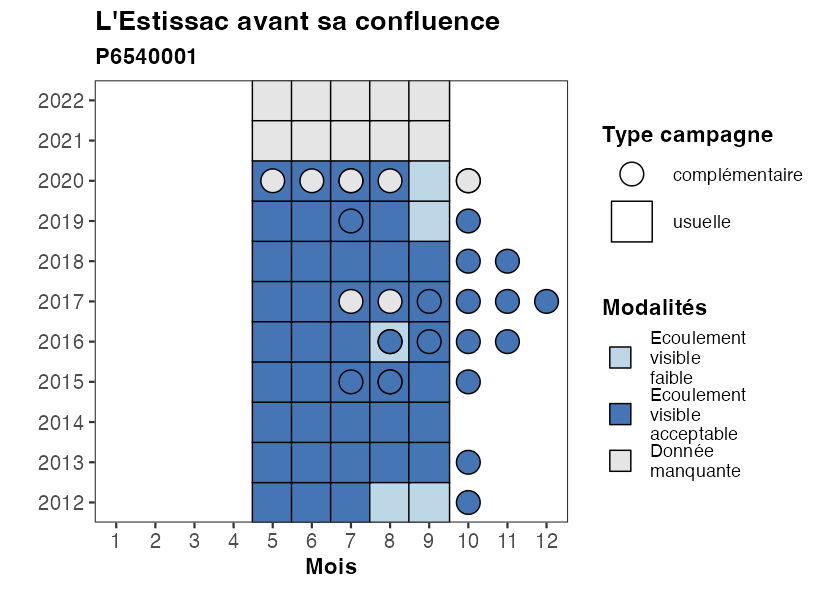 L'Estissac avant sa confluence
P6540001
2022
2021
2020
2019
2018
2017
2016
2015
2014
2013
2012
1 2 3 4 5 6 7 8 9 10 11 12
Mois
Type campagne
complémentaire
usuelle
Modalités
Ecoulement
visible
faible
Ecoulement
visible
acceptable
Donnée
manquante